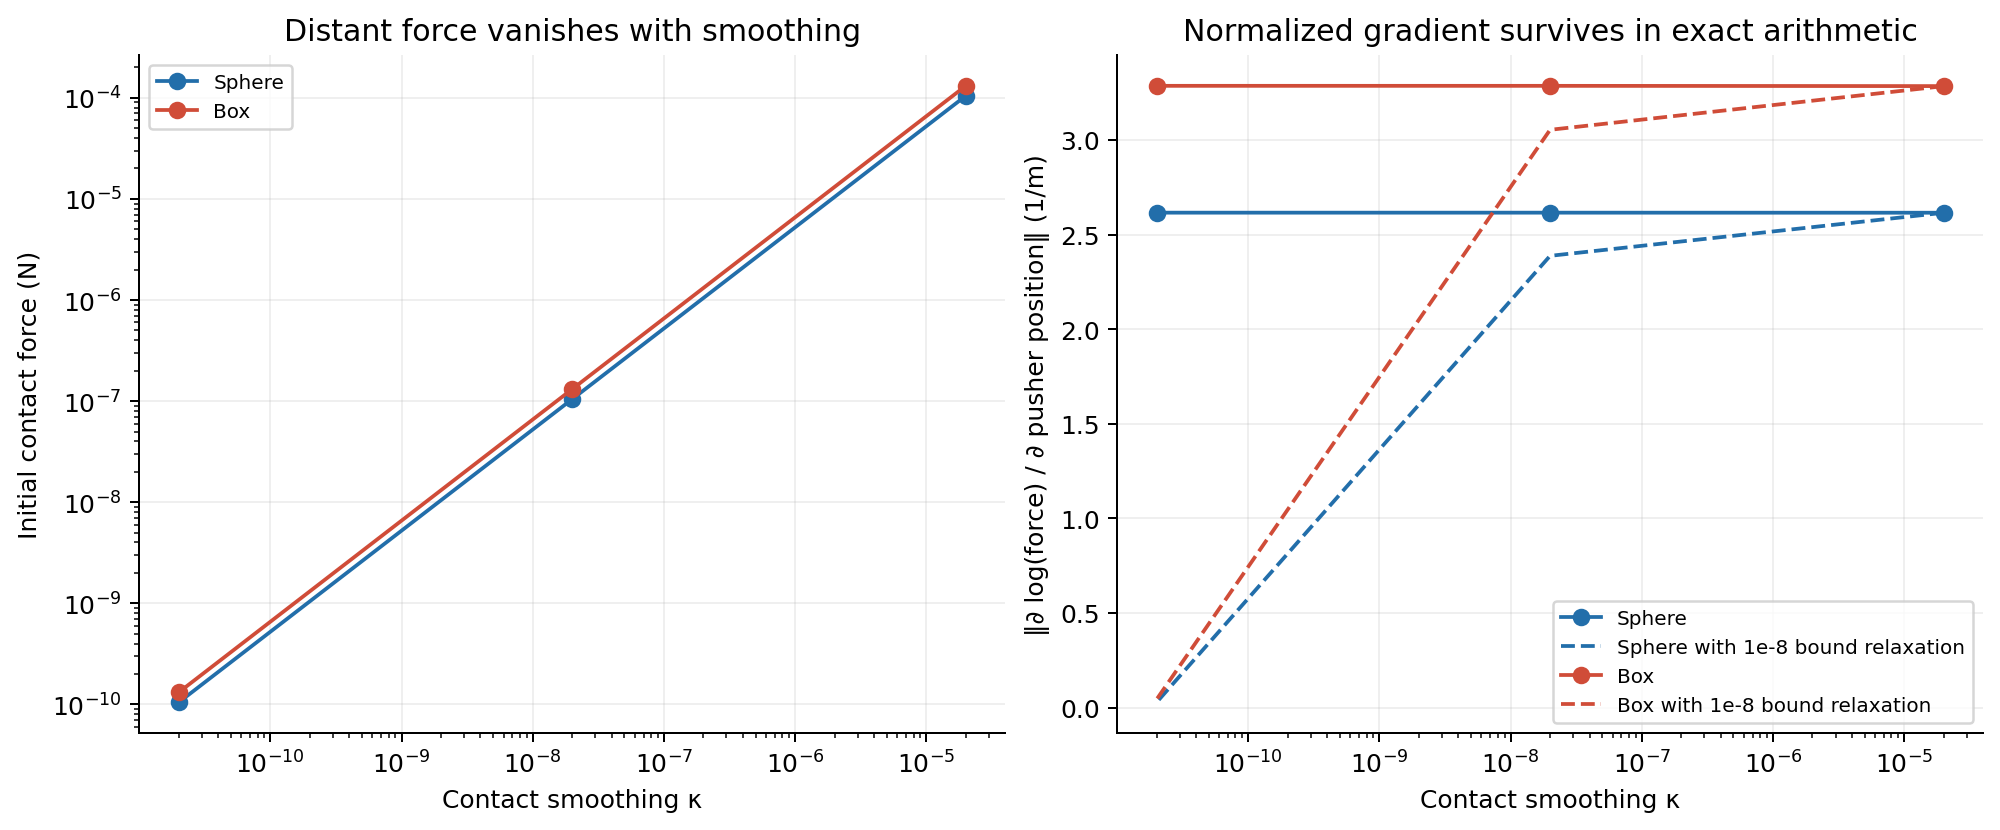 Distant force vanishes with smoothing
Initial contact force (N)
10⁻⁴
10⁻⁵
10⁻⁶
10⁻⁷
10⁻⁸
10⁻⁹
10⁻¹⁰
Sphere
Box
10⁻¹⁰ 10⁻⁹ 10⁻⁸ 10⁻⁷ 10⁻⁶ 10⁻⁵
Contact smoothing κ
Normalized gradient survives in exact arithmetic
‖∂ log(force) / ∂ pusher position‖ (1/m)
3.0
2.5
2.0
1.5
1.0
0.5
0.0
Sphere
Sphere with 1e-8 bound relaxation
Box
Box with 1e-8 bound relaxation
10⁻¹⁰ 10⁻⁹ 10⁻⁸ 10⁻⁷ 10⁻⁶ 10⁻⁵
Contact smoothing κ